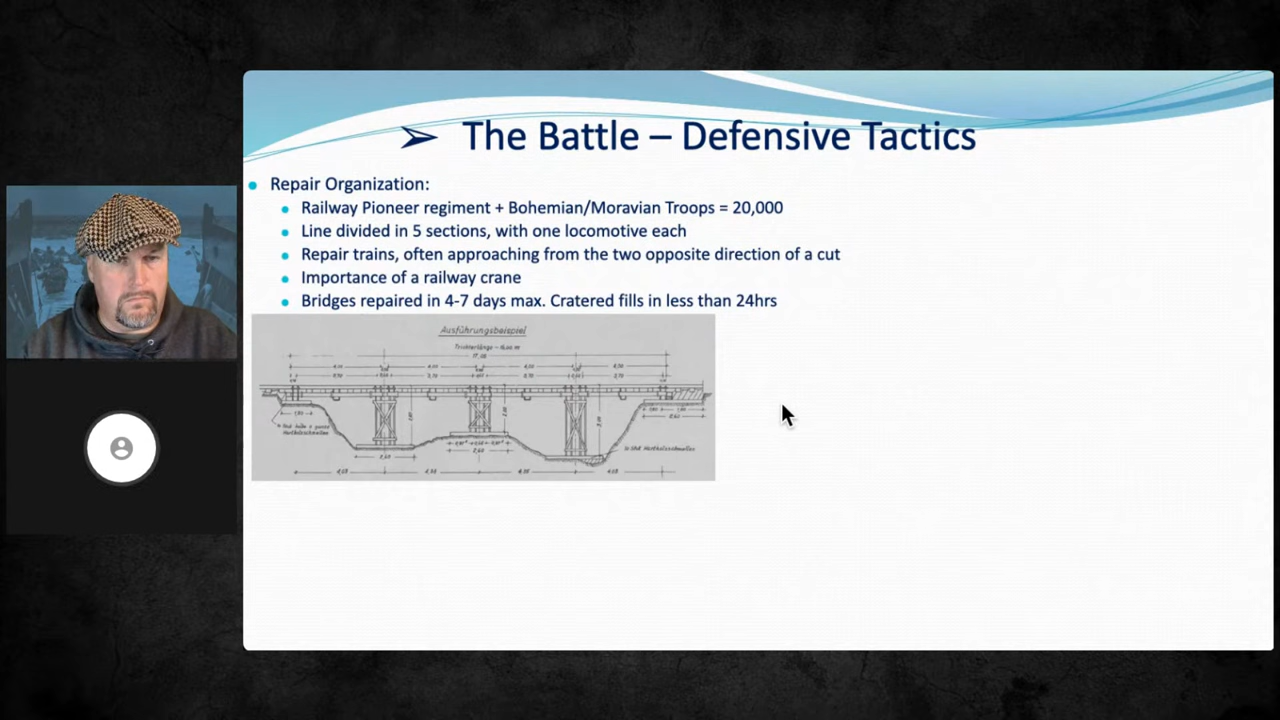 ➢ The Battle – Defensive Tactics
Repair Organization:
Railway Pioneer regiment + Bohemian/Moravian Troops = 20,000
Line divided in 5 sections, with one locomotive each
Repair trains, often approaching from the two opposite direction of a cut
Importance of a railway crane
Bridges repaired in 4-7 days max. Cratered fills in less than 24hrs
Ausführungsbeispiel